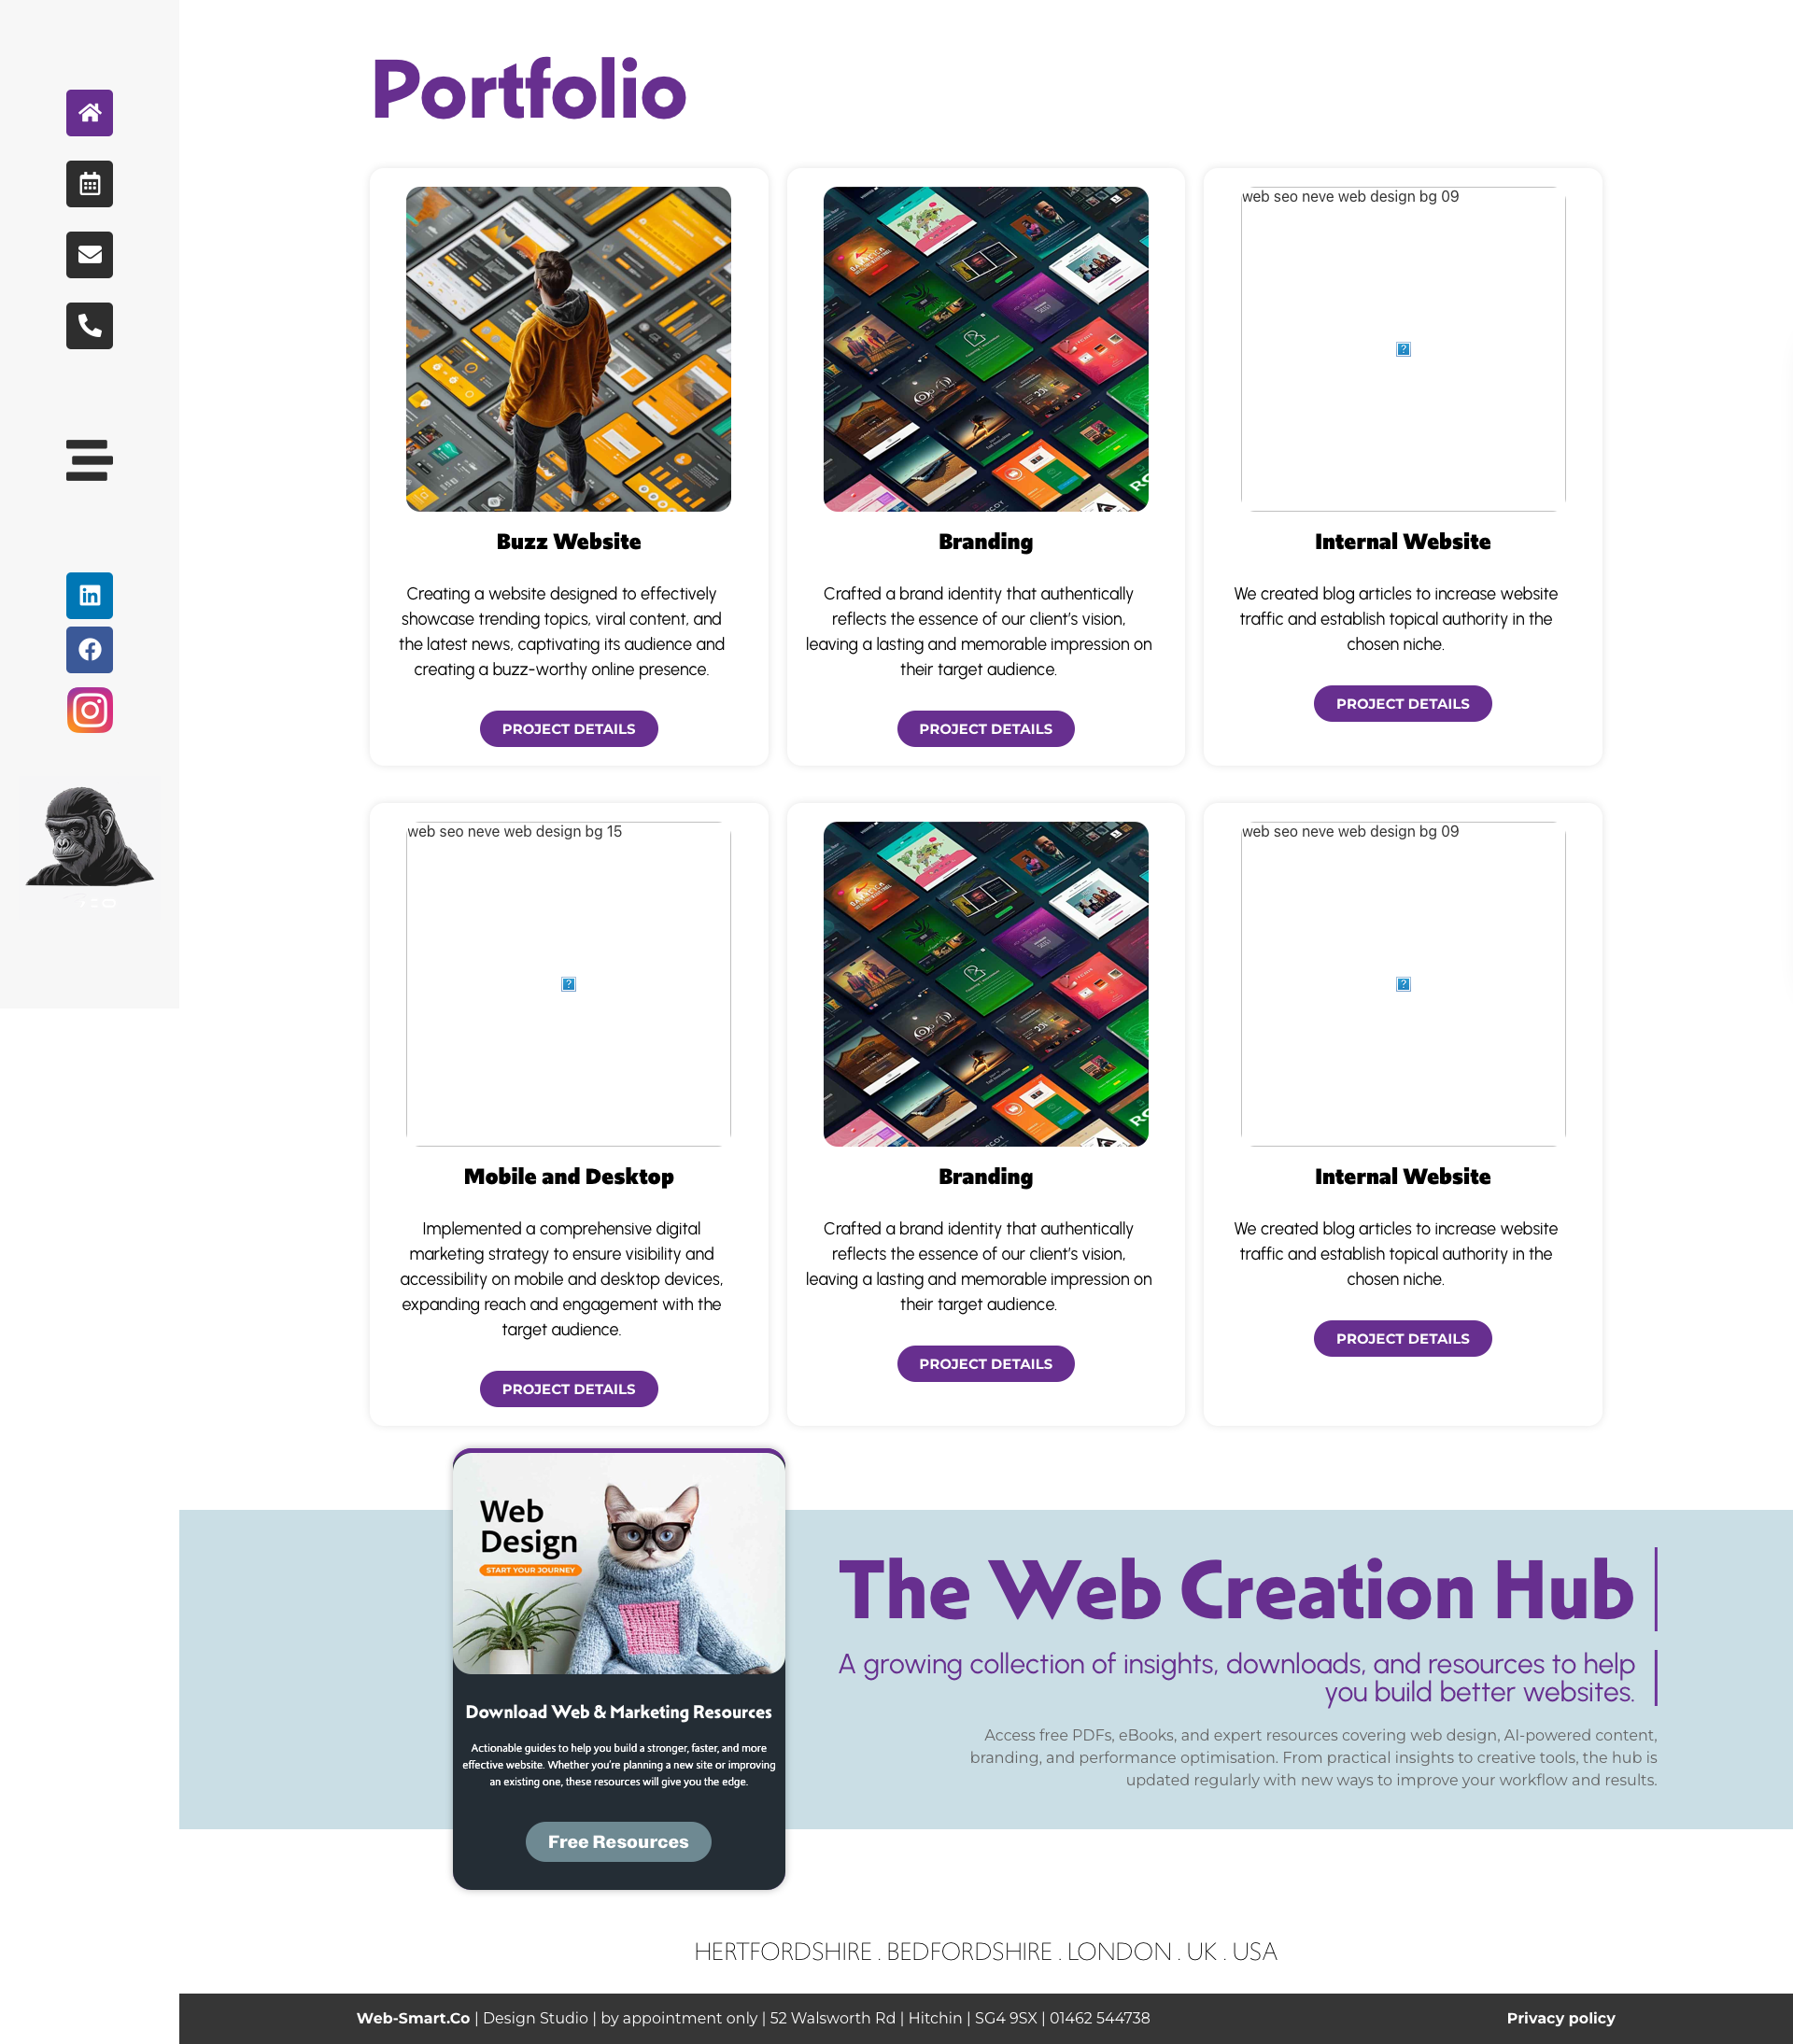 Portfolio
web seo neve web design bg 09
Buzz Website
Branding
Internal Website
Creating a website designed to effectively
showcase trending topics, viral content, and
the latest news, captivating its audience and
creating a buzz-worthy online presence.
PROJECT DETAILS
Crafted a brand identity that authentically
reflects the essence of our client's vision,
leaving a lasting and memorable impression on
their target audience.
PROJECT DETAILS
We created blog articles to increase website
traffic and establish topical authority in the
chosen niche.
PROJECT DETAILS
web seo neve web design bg 15
web seo neve web design bg 09
Mobile and Desktop
Branding
Internal Website
Implemented a comprehensive digital
marketing strategy to ensure visibility and
accessibility on mobile and desktop devices,
expanding reach and engagement with the
target audience.
PROJECT DETAILS
Crafted a brand identity that authentically
reflects the essence of our client's vision,
leaving a lasting and memorable impression on
their target audience.
PROJECT DETAILS
We created blog articles to increase website
traffic and establish topical authority in the
chosen niche.
PROJECT DETAILS
Web
Design
START YOUR JOURNEY
Download Web & Marketing Resources
Actionable guides to help you build a stronger, faster, and more
effective website. Whether you're planning a new site or improving
an existing one, these resources will give you the edge.
Free Resources
The Web Creation Hub
A growing collection of insights, downloads, and resources to help
you build better websites.
Access free PDFs, eBooks, and expert resources covering web design, AI-powered content,
branding, and performance optimisation. From practical insights to creative tools, the hub is
updated regularly with new ways to improve your workflow and results.
HERTFORDSHIRE . BEDFORDSHIRE . LONDON . UK . USA
Web-Smart.Co | Design Studio | by appointment only | 52 Walsworth Rd | Hitchin | SG4 9SX | 01462 544738
Privacy policy